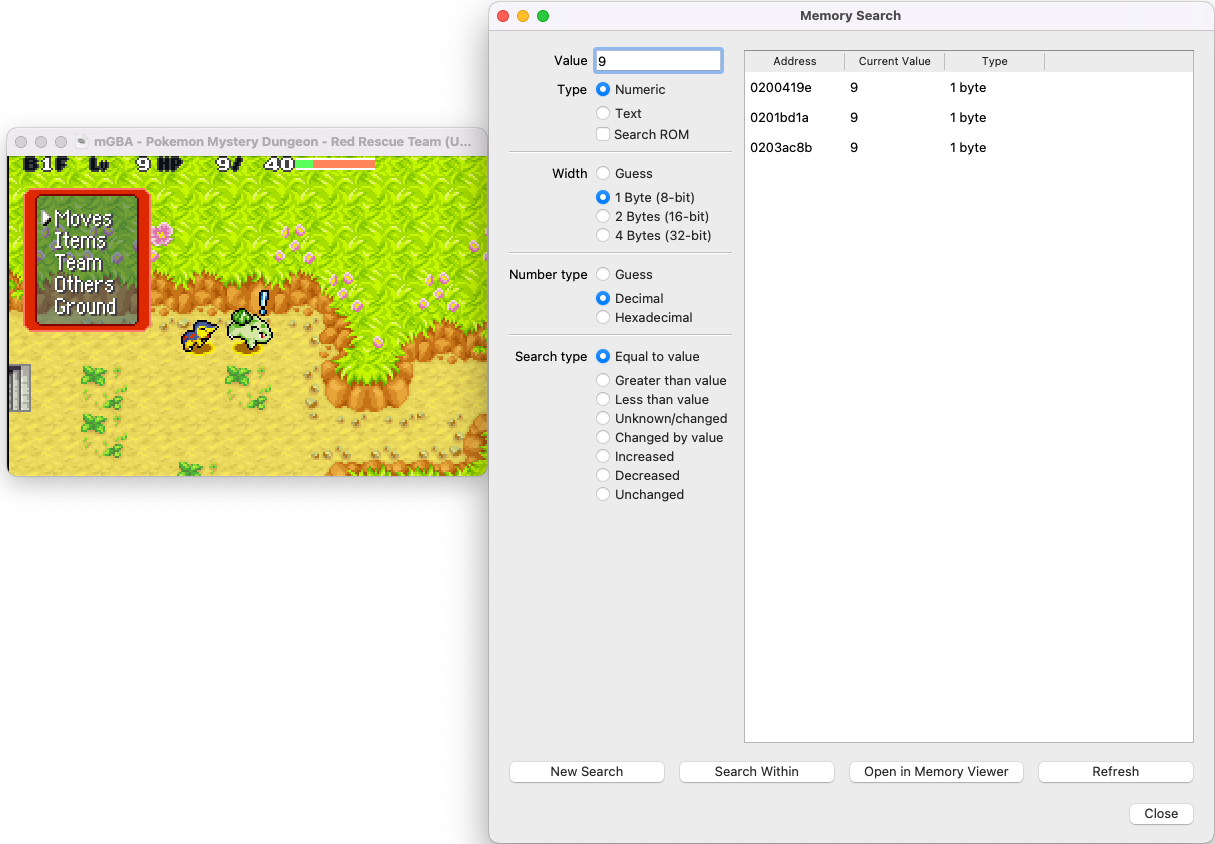 mGBA - Pokemon Mystery Dungeon - Red Rescue Team (U...
B1F Lv 9 HP 9/ 40
Moves
Items
Team
Others
Ground
Memory Search
Value 9
Type Numeric
Text
Search ROM
Width Guess
1 Byte (8-bit)
2 Bytes (16-bit)
4 Bytes (32-bit)
Number type Guess
Decimal
Hexadecimal
Search type Equal to value
Greater than value
Less than value
Unknown/changed
Changed by value
Increased
Decreased
Unchanged
Address Current Value Type
0200419e 9 1 byte
0201bd1a 9 1 byte
0203ac8b 9 1 byte
New Search Search Within Open in Memory Viewer Refresh
Close